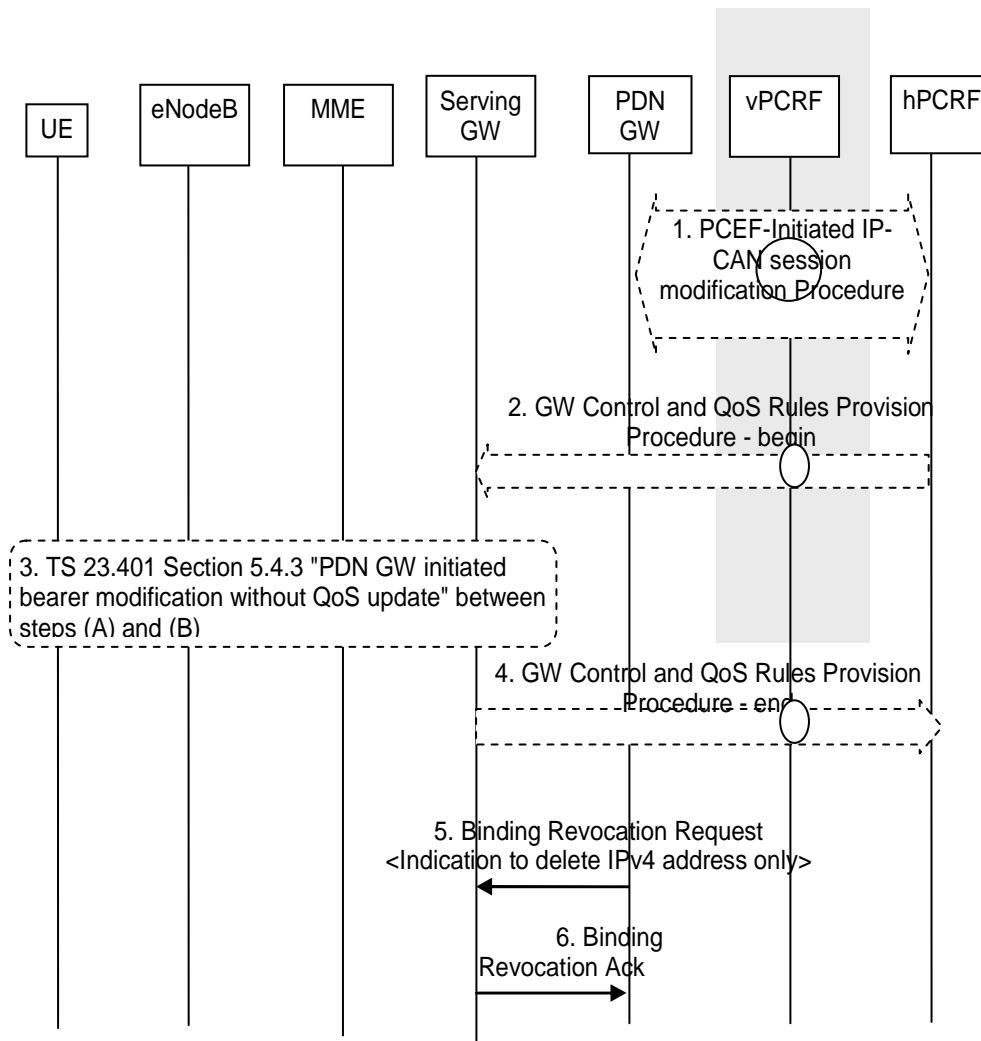 UE
eNodeB
MME
Serving
GW
PDN
GW
vPCRF
hPCRF
1. PCEF-Initiated IP-
CAN session
modification Procedure
2. GW Control and QoS Rules Provision
Procedure - begin
3. TS 23.401 Section 5.4.3 "PDN GW initiated
bearer modification without QoS update" between
steps (A) and (B)
4. GW Control and QoS Rules Provision
Procedure - end
5. Binding Revocation Request
<Indication to delete IPv4 address only>
6. Binding
Revocation Ack